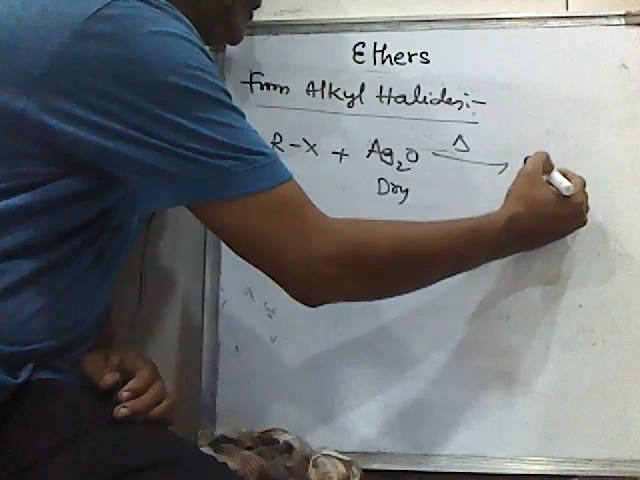 Ethers
from Alkyl Halides:-
R-X + Ag₂O —Δ→
Dry